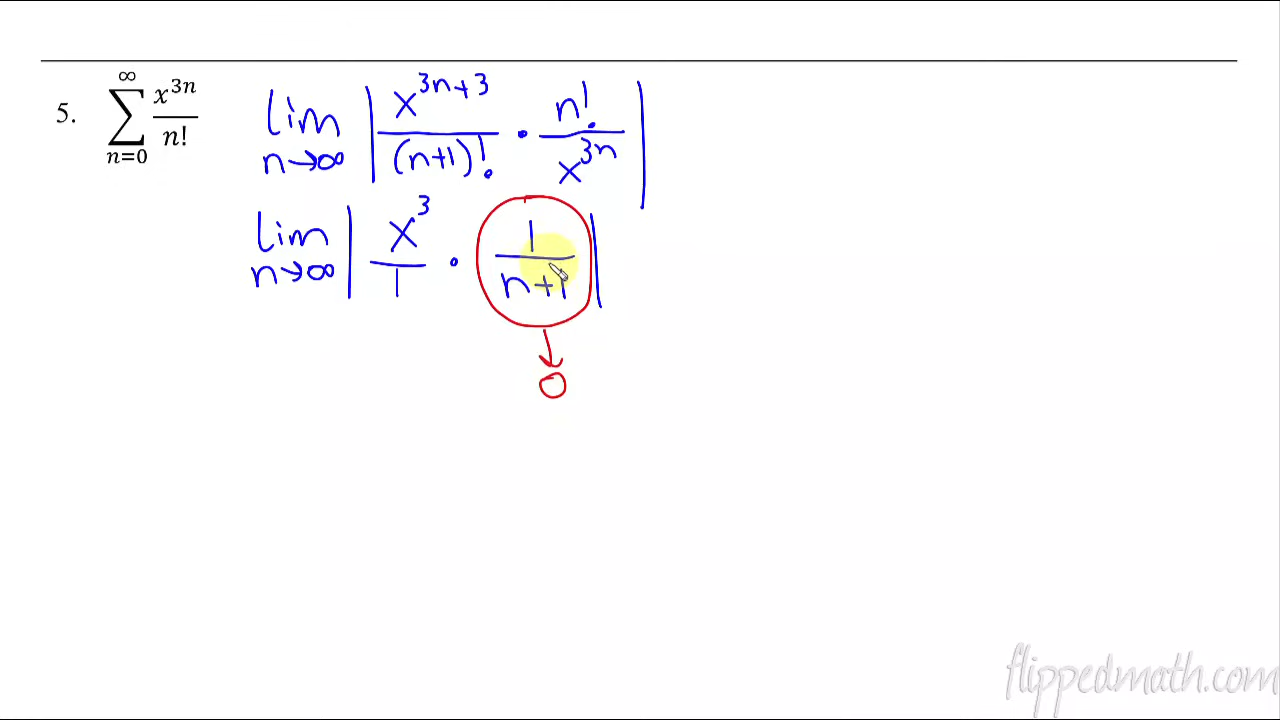 5. ∑_{n=0}^{∞} x^{3n}/n! lim_{n→∞} | x^{3n+3}/(n+1)! · n!/x^{3n} |
lim_{n→∞} | x^3/1 · 1/(n+1) |
0
flippedmath.com